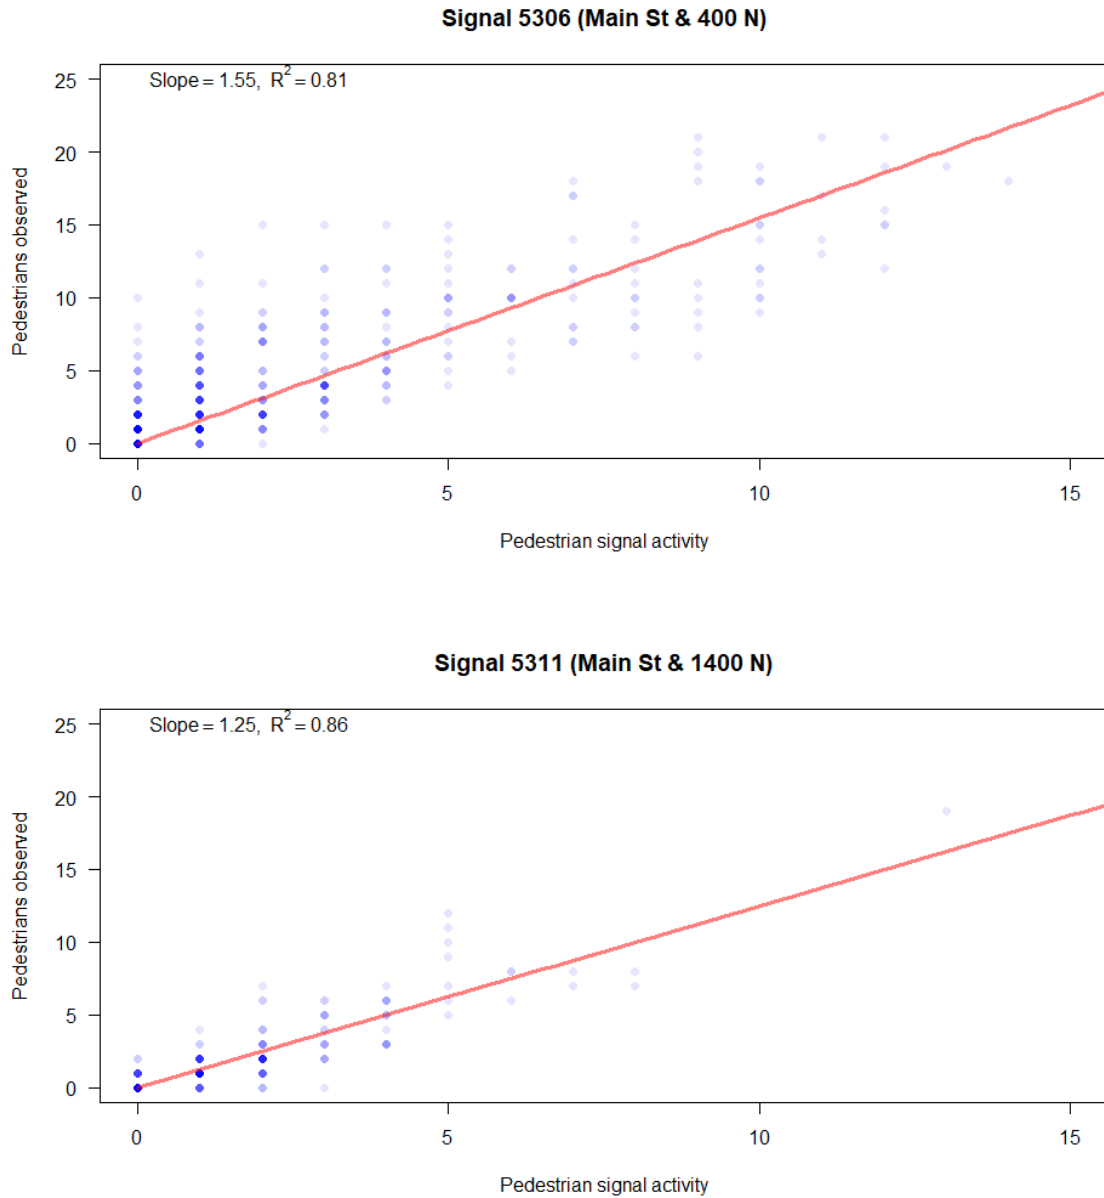 Signal 5306 (Main St & 400 N)
Slope = 1.55, R² = 0.81
25
20
15
10
5
0
Pedestrians observed
0 5 10 15
Pedestrian signal activity
Signal 5311 (Main St & 1400 N)
Slope = 1.25, R² = 0.86
25
20
15
10
5
0
Pedestrians observed
0 5 10 15
Pedestrian signal activity